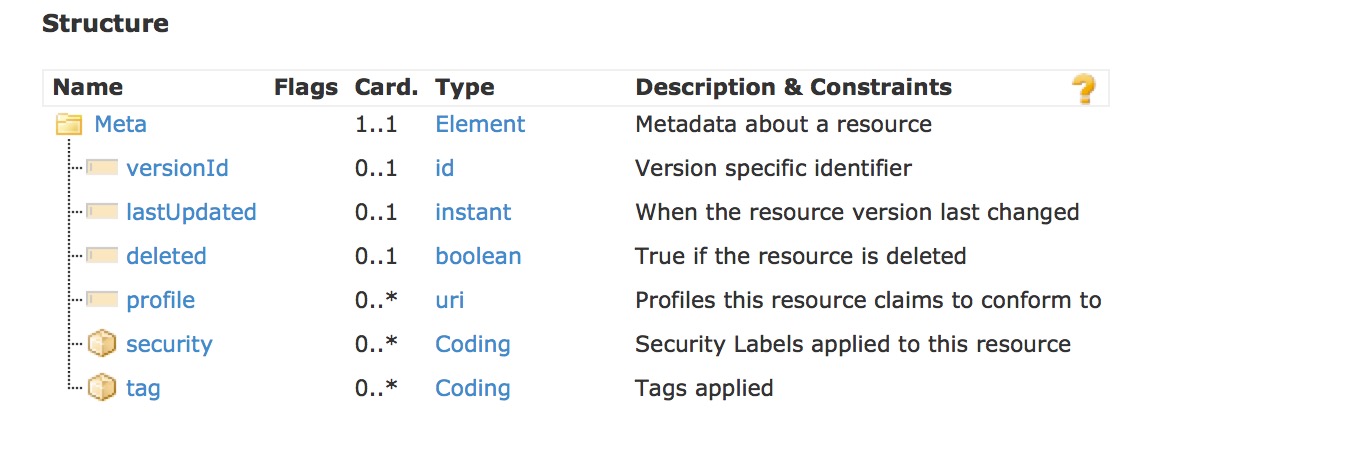 Structure
Name Flags Card. Type Description & Constraints ?
Meta 1..1 Element Metadata about a resource
versionId 0..1 id Version specific identifier
lastUpdated 0..1 instant When the resource version last changed
deleted 0..1 boolean True if the resource is deleted
profile 0..* uri Profiles this resource claims to conform to
security 0..* Coding Security Labels applied to this resource
tag 0..* Coding Tags applied